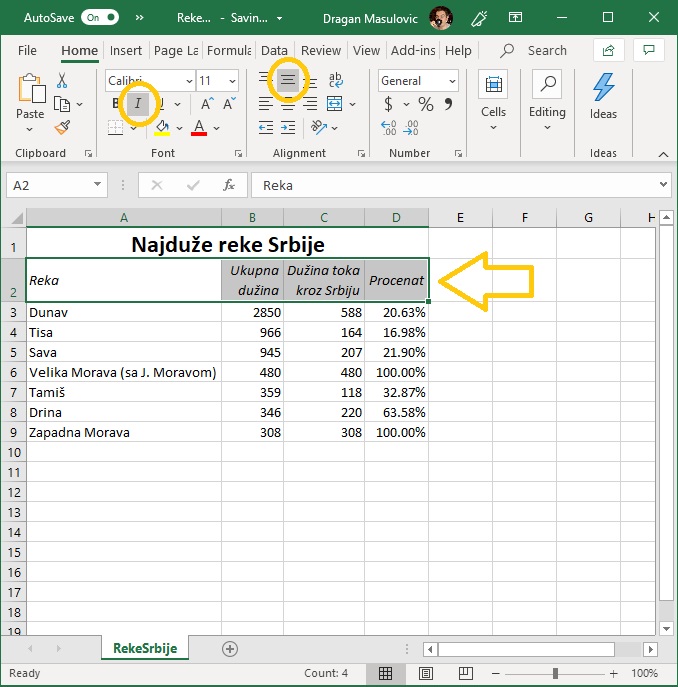 AutoSave On Reke... - Savin... Dragan Masulovic
File Home Insert Page La Formula Data Review View Add-ins Help Search
Calibri 11 General
Paste B I U A A $ % Cells Editing Ideas
Clipboard Font Alignment Number Ideas
A2 fx Reka
A B C D E F G H
1 Najduže reke Srbije
2 Reka Ukupna dužina Dužina toka kroz Srbiju Procenat
3 Dunav 2850 588 20.63%
4 Tisa 966 164 16.98%
5 Sava 945 207 21.90%
6 Velika Morava (sa J. Moravom) 480 480 100.00%
7 Tamiš 359 118 32.87%
8 Drina 346 220 63.58%
9 Zapadna Morava 308 308 100.00%
10
11
12
13
14
15
16
17
18
19
RekeSrbije
Ready Count: 4 100%